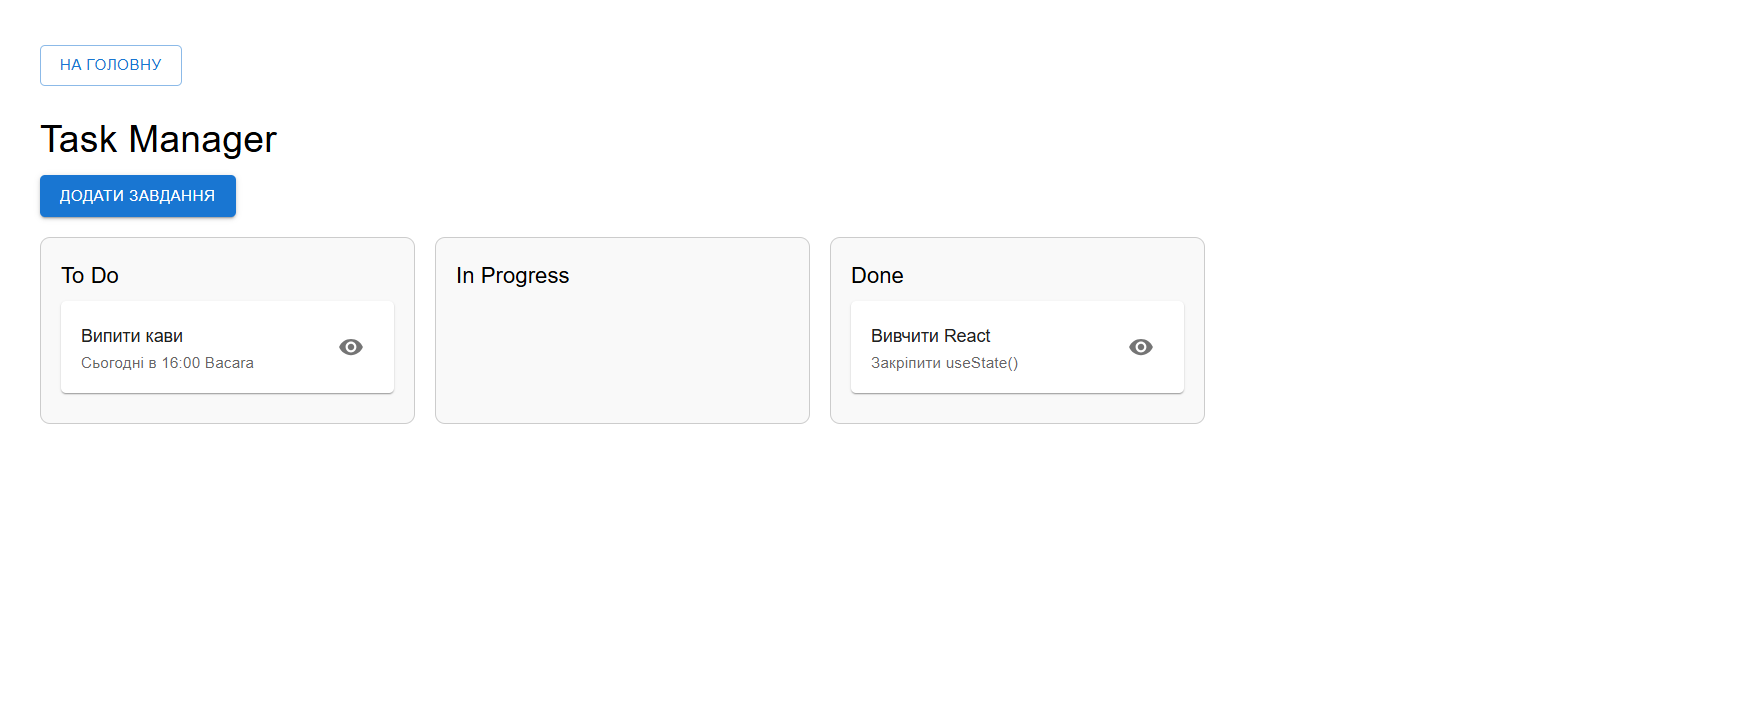 НА ГОЛОВНУ
Task Manager
ДОДАТИ ЗАВДАННЯ
To Do
Випити кави
Сьогодні в 16:00 Bacara
In Progress
Done
Вивчити React
Закріпити useState()